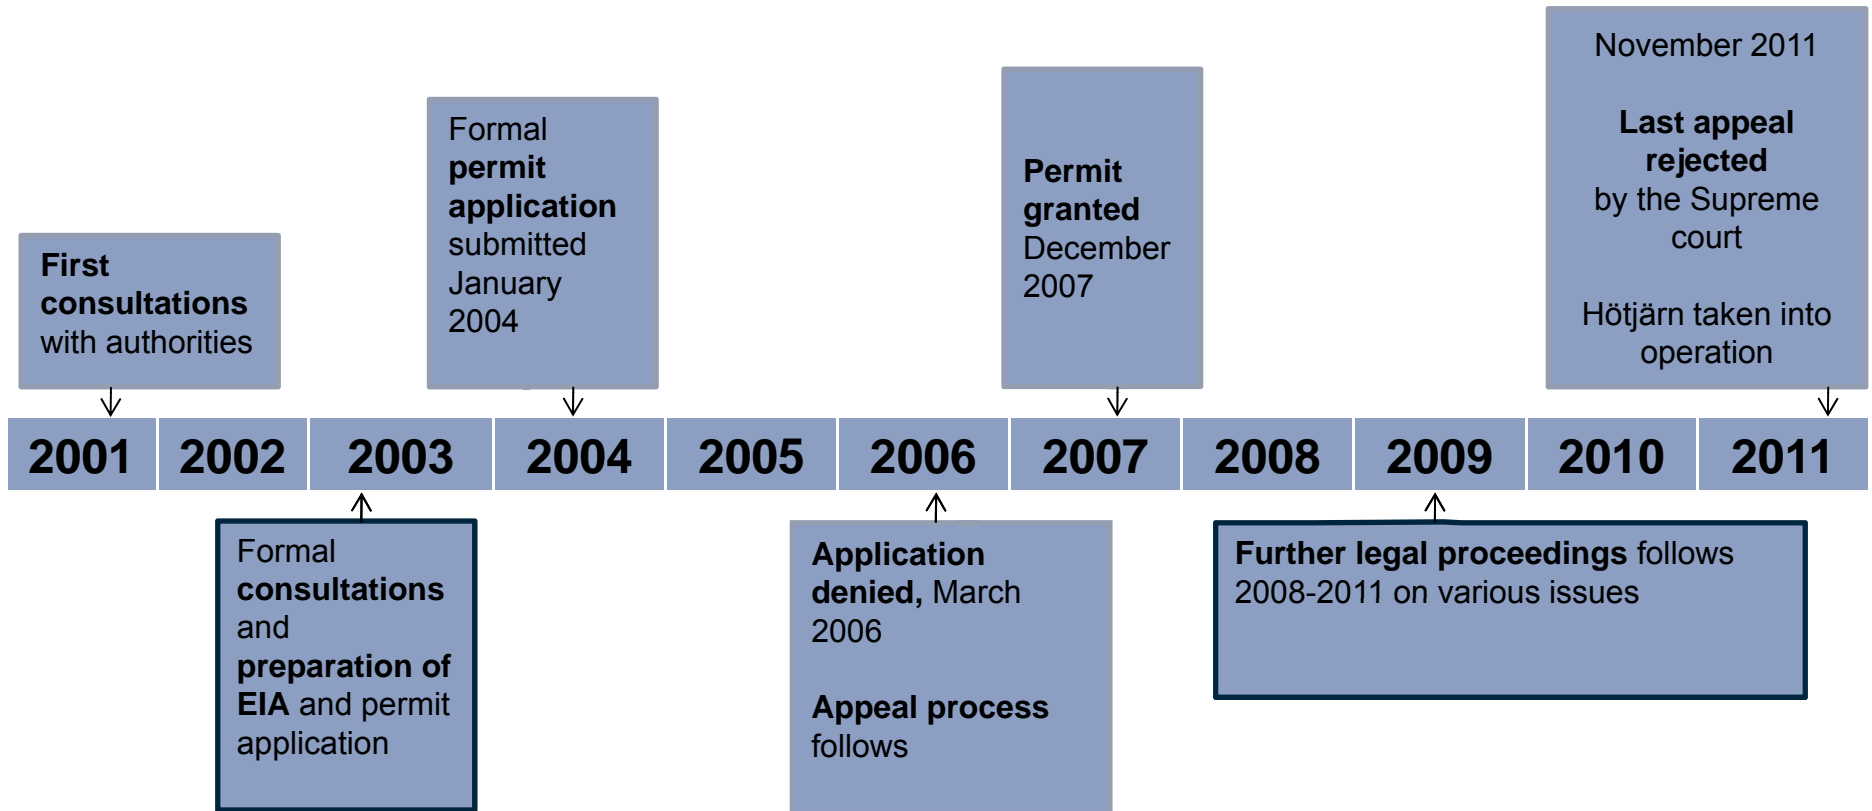 First
consultations
with authorities
Formal
permit
application
submitted
January
2004
Permit
granted
December
2007
November 2011
Last appeal
rejected
by the Supreme
court
Hötjärn taken into
operation
2001 2002 2003 2004 2005 2006 2007 2008 2009 2010 2011
Formal
consultations
and
preparation of
EIA and permit
application
Application
denied, March
2006
Appeal process
follows
Further legal proceedings follows
2008-2011 on various issues